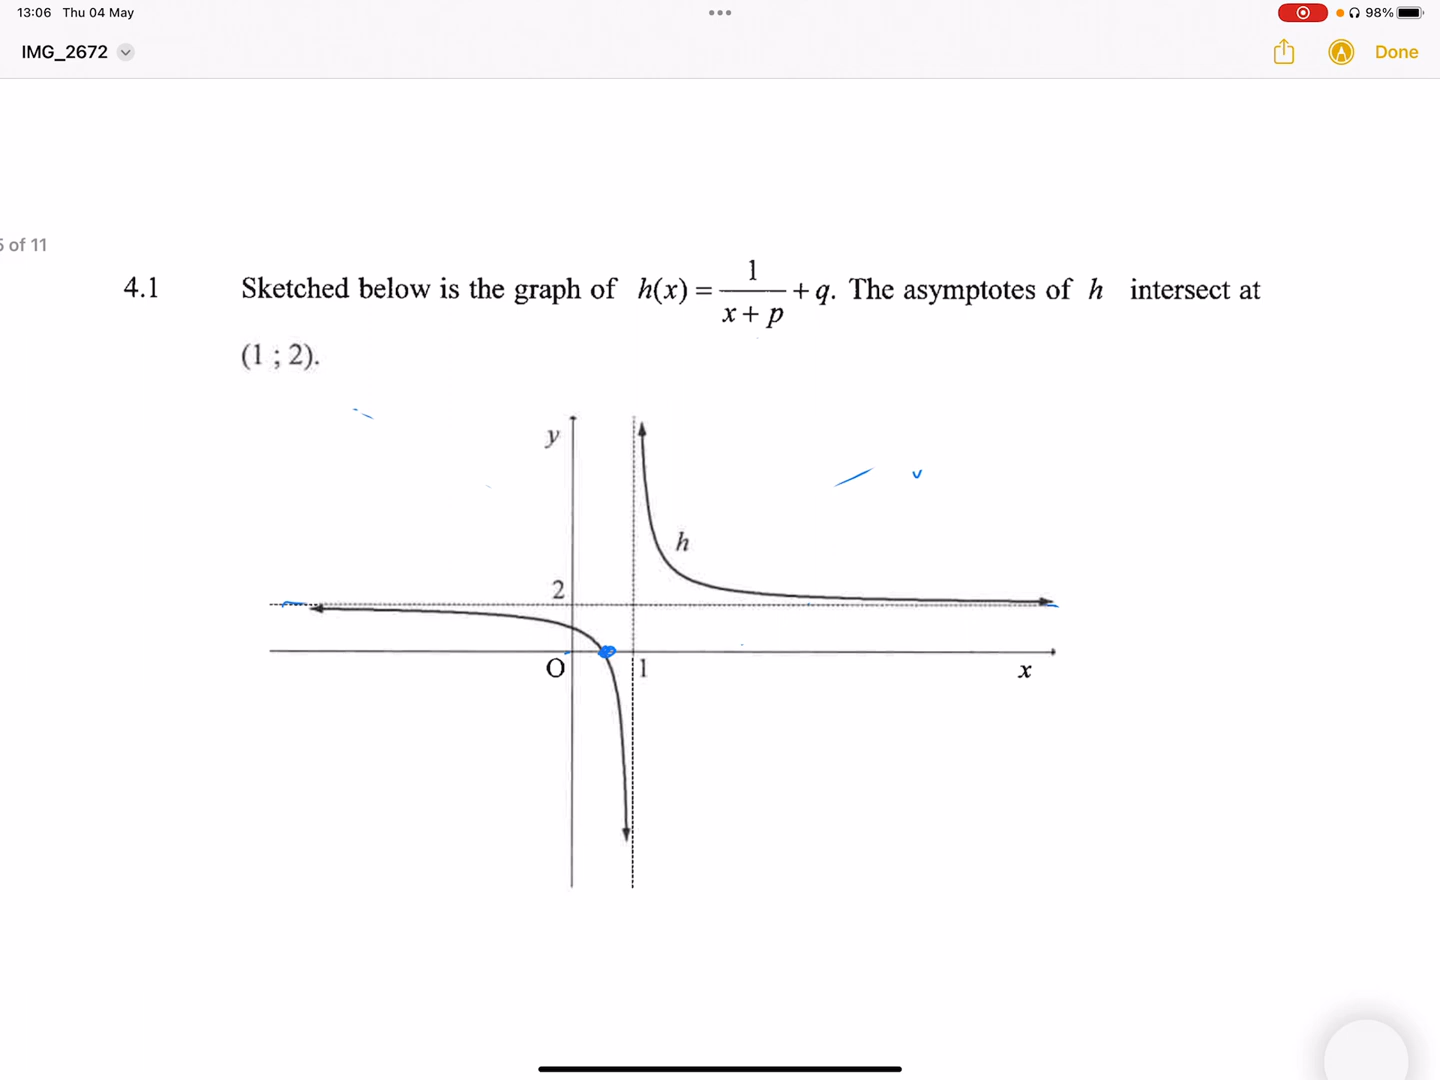 13:06 Thu 04 May
98%
IMG_2672
Done
5 of 11
4.1 Sketched below is the graph of h(x) = 1/(x + p) + q. The asymptotes of h intersect at
(1 ; 2).
y
h
2
O 1 x